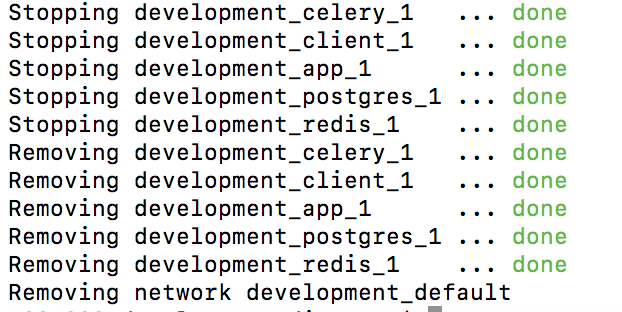 Stopping development_celery_1   ... done
Stopping development_client_1   ... done
Stopping development_app_1      ... done
Stopping development_postgres_1 ... done
Stopping development_redis_1    ... done
Removing development_celery_1   ... done
Removing development_client_1   ... done
Removing development_app_1      ... done
Removing development_postgres_1 ... done
Removing development_redis_1    ... done
Removing network development_default